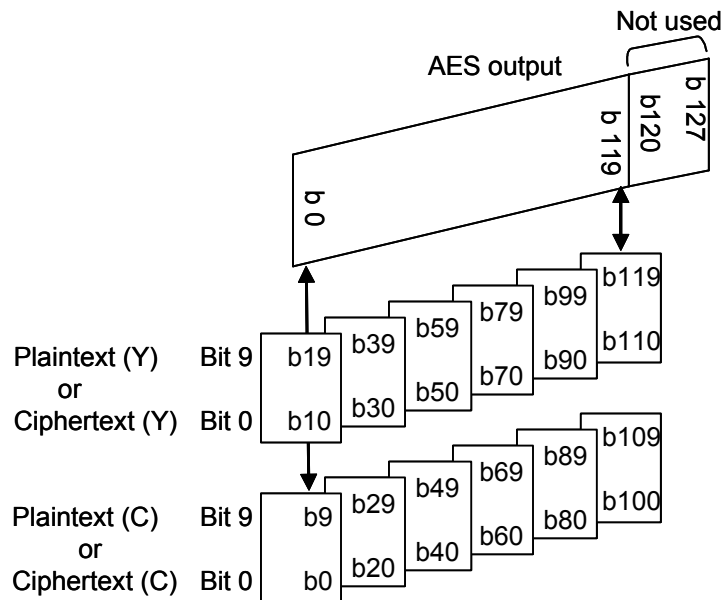 Not used
AES output
b 0
b 119
b120
b 127
Plaintext (Y)
or
Ciphertext (Y)
Bit 9
Bit 0
b19
b10
b39
b30
b59
b50
b79
b70
b99
b90
b119
b110
Plaintext (C)
or
Ciphertext (C)
Bit 9
Bit 0
b9
b0
b29
b20
b49
b40
b69
b60
b89
b80
b109
b100